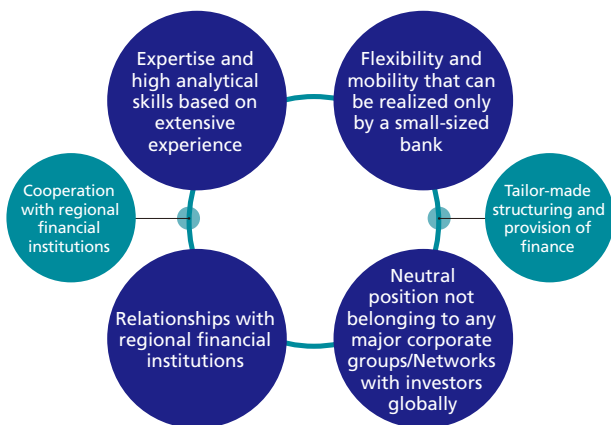 Expertise and
high analytical
skills based on
extensive
experience
Flexibility and
mobility that can
be realized only
by a small-sized
bank
Cooperation
with regional
financial
institutions
Tailor-made
structuring and
provision of
finance
Relationships with
regional financial
institutions
Neutral
position not
belonging to any
major corporate
groups/Networks
with investors
globally